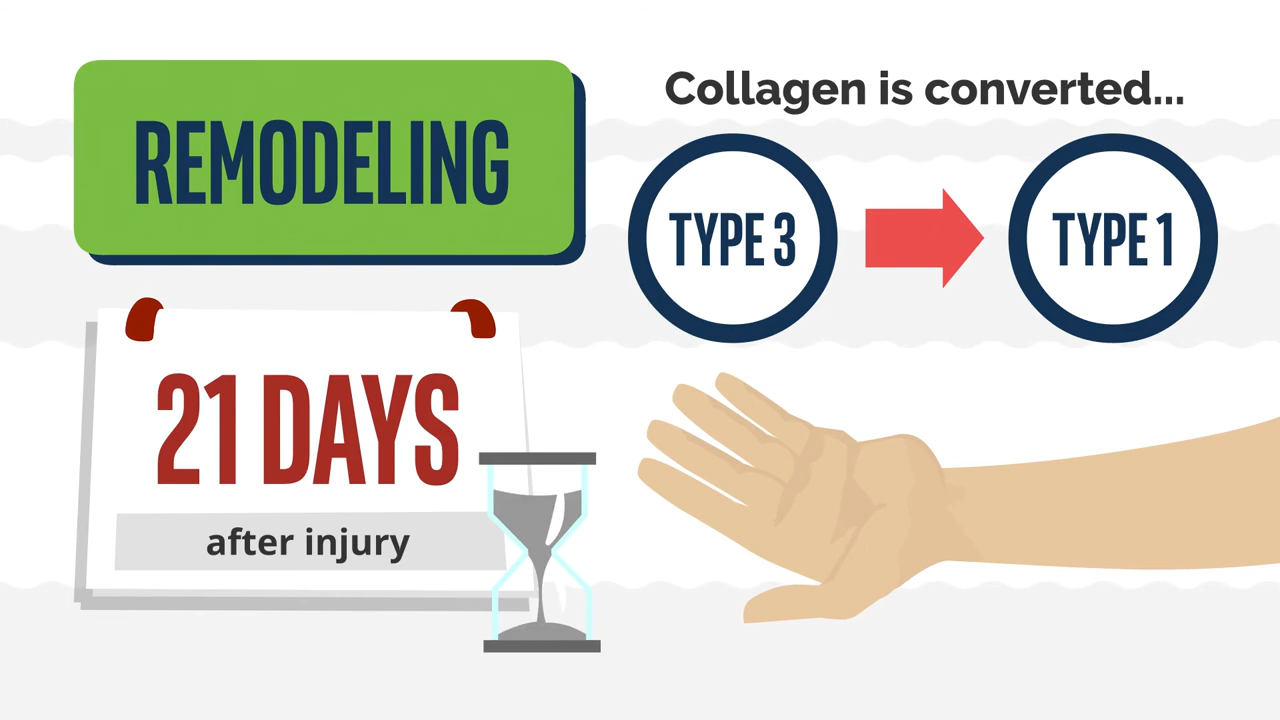 REMODELING
Collagen is converted...
TYPE 3
TYPE 1
21 DAYS
after injury